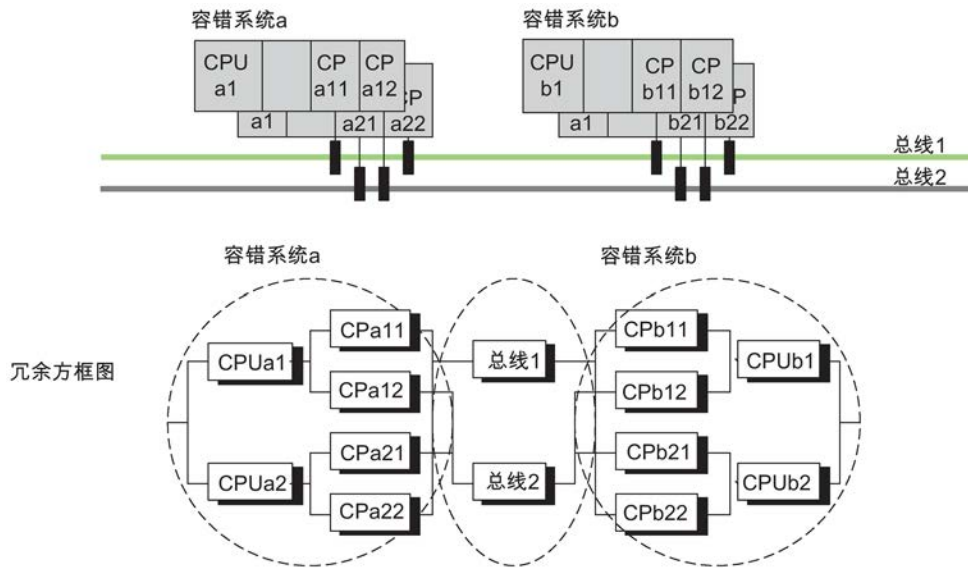 容错系统a
容错系统b
CPU a1
CP a11
CP a12
a1
a21
CP a22
CPU b1
CP b11
CP b12
a1
b21
CP b22
总线1
总线2
容错系统a
容错系统b
冗余方框图
CPUa1
CPa11
CPa12
CPUa2
CPa21
CPa22
总线1
总线2
CPb11
CPb12
CPUb1
CPb21
CPb22
CPUb2